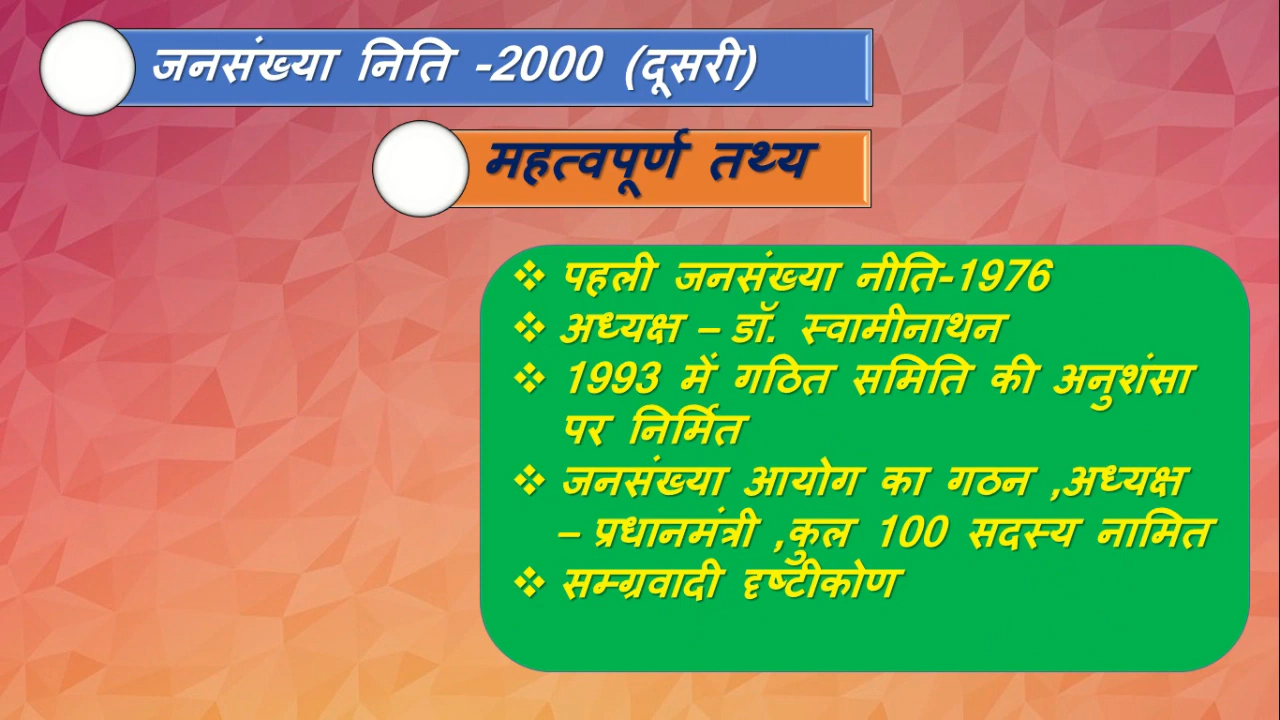 जनसंख्या निति -2000 (दूसरी)
महत्वपूर्ण तथ्य
❖ पहली जनसंख्या नीति-1976
❖ अध्यक्ष – डॉ. स्वामीनाथन
❖ 1993 में गठित समिति की अनुशंसा
पर निर्मित
❖ जनसंख्या आयोग का गठन ,अध्यक्ष
– प्रधानमंत्री ,कुल 100 सदस्य नामित
❖ सम्ग्रवादी दृष्टीकोण